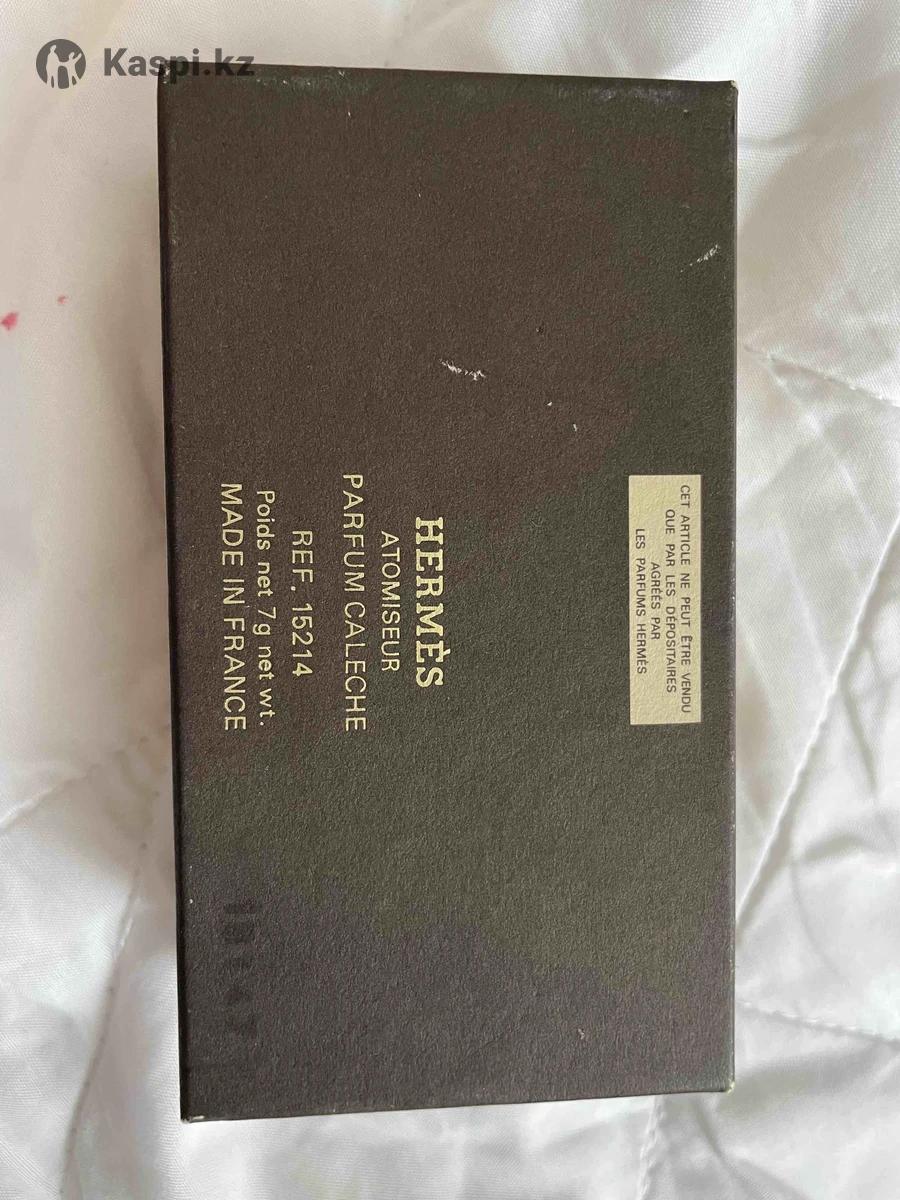 Kaspi.kz
CET ARTICLE NE PEUT ÊTRE VENDU
QUE PAR LES DÉPOSITAIRES
AGRÉÉS PAR
LES PARFUMS HERMÈS
HERMÈS
ATOMISEUR
PARFUM CALECHE
REF. 15214
Poids net 7g net wt.
MADE IN FRANCE